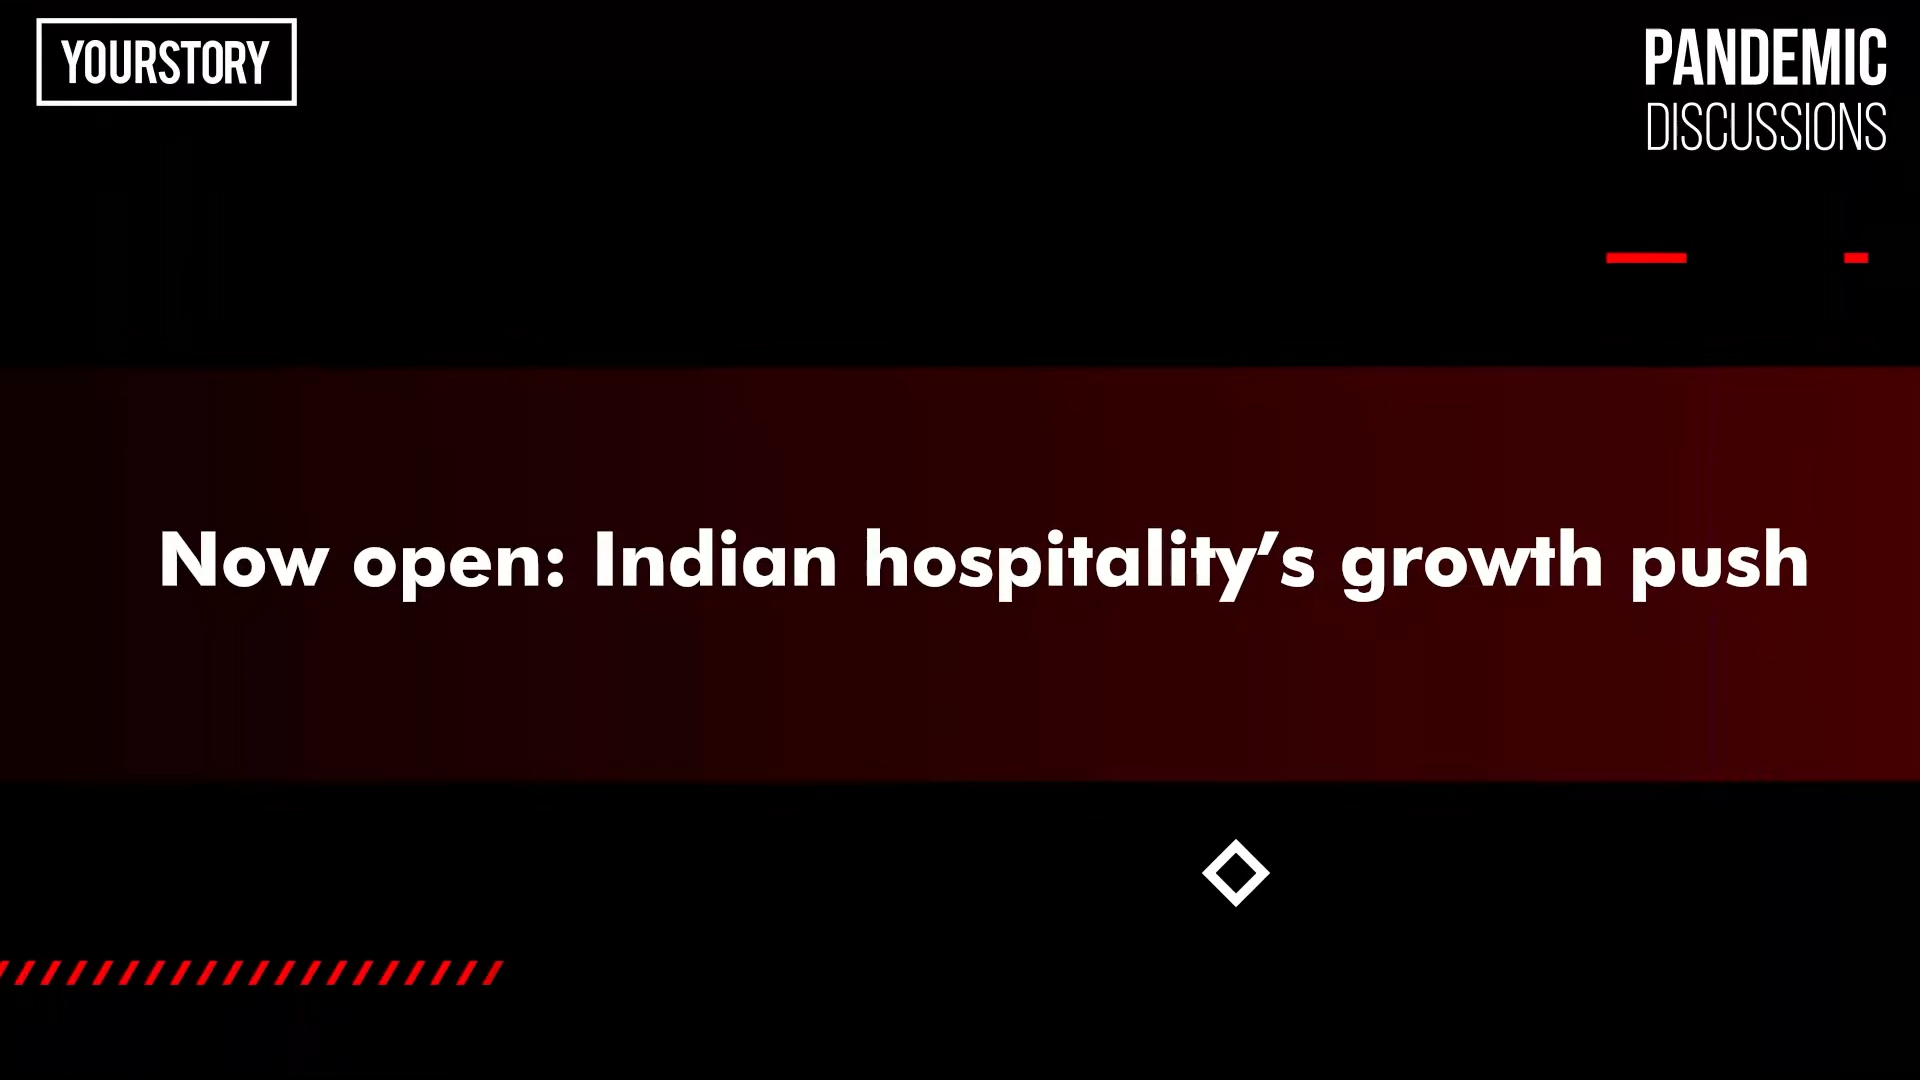 YOURSTORY
PANDEMIC
DISCUSSIONS
Now open: Indian hospitality’s growth push